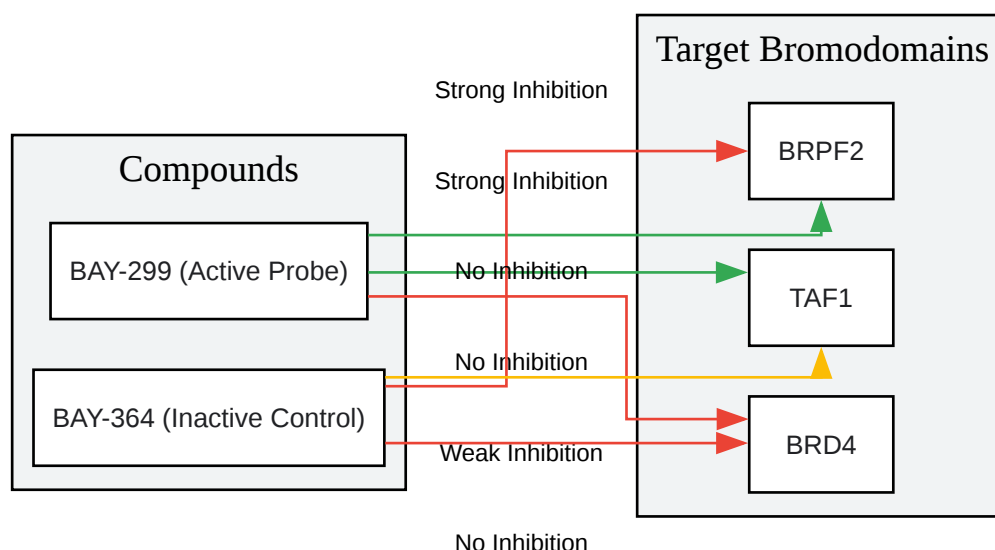 Compounds
BAY-299 (Active Probe)
BAY-364 (Inactive Control)
Strong Inhibition
Strong Inhibition
No Inhibition
No Inhibition
Weak Inhibition
No Inhibition
Target Bromodomains
BRPF2
TAF1
BRD4